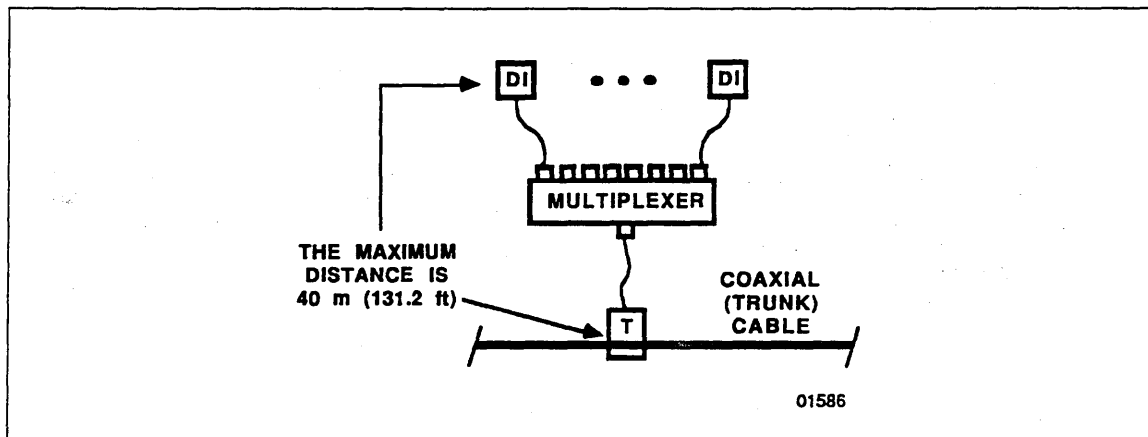 DI
DI
MULTIPLEXER
THE MAXIMUM
DISTANCE IS
40 m (131.2 ft)
COAXIAL
(TRUNK)
CABLE
T
01586